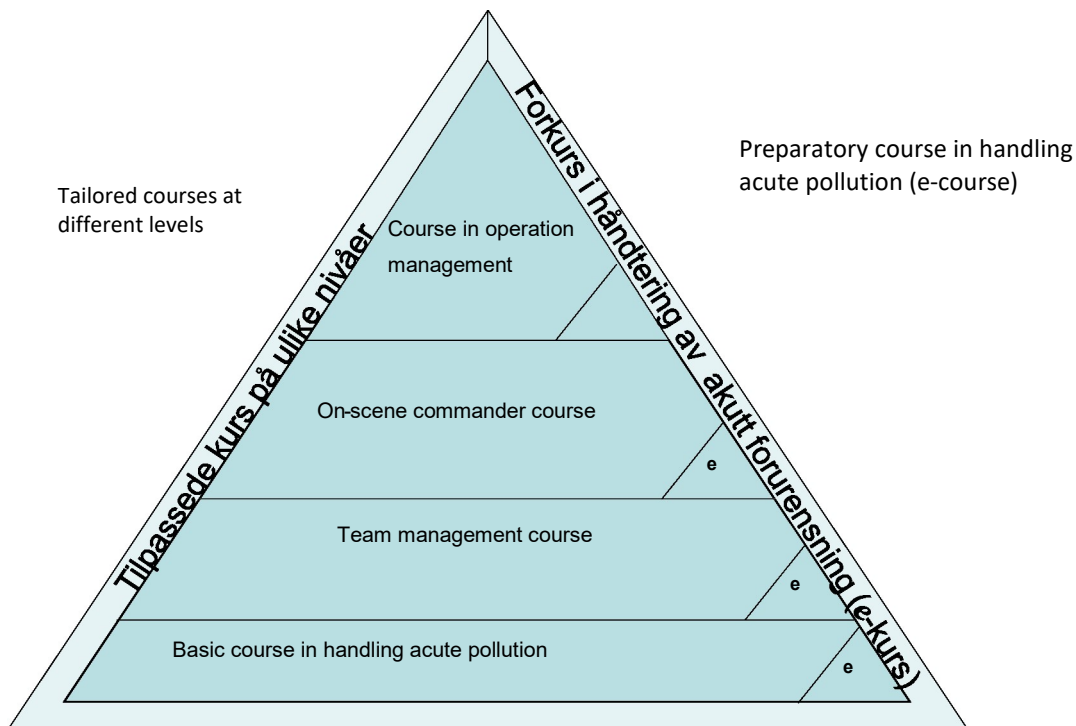 Tailored courses at
different levels
Tilpassede kurs på ulike nivåer
Forkurs i håndtering av akutt forurensning (e-kurs)
Preparatory course in handling
acute pollution (e-course)
Course in operation
management
On-scene commander course
e
Team management course
e
Basic course in handling acute pollution
e